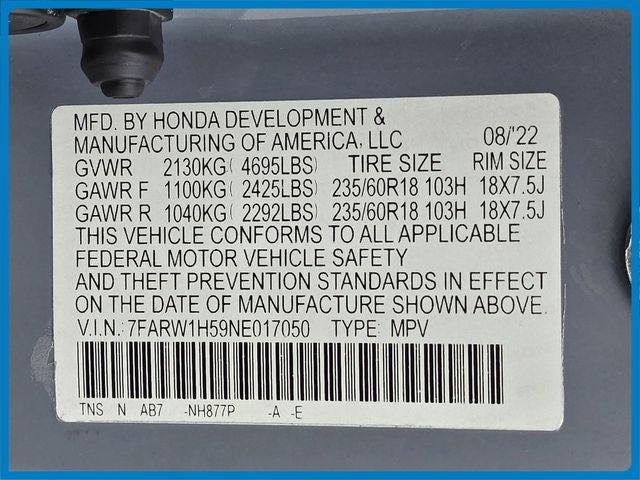 MFD. BY HONDA DEVELOPMENT &
MANUFACTURING OF AMERICA, LLC 08/'22
GVWR 2130KG( 4695LBS) TIRE SIZE RIM SIZE
GAWR F 1100KG( 2425LBS) 235/60R18 103H 18X7.5J
GAWR R 1040KG( 2292LBS) 235/60R18 103H 18X7.5J
THIS VEHICLE CONFORMS TO ALL APPLICABLE
FEDERAL MOTOR VEHICLE SAFETY
AND THEFT PREVENTION STANDARDS IN EFFECT
ON THE DATE OF MANUFACTURE SHOWN ABOVE.
V.I.N.:7FARW1H59NE017050 TYPE: MPV
TNS N AB7 -NH877P -A -E